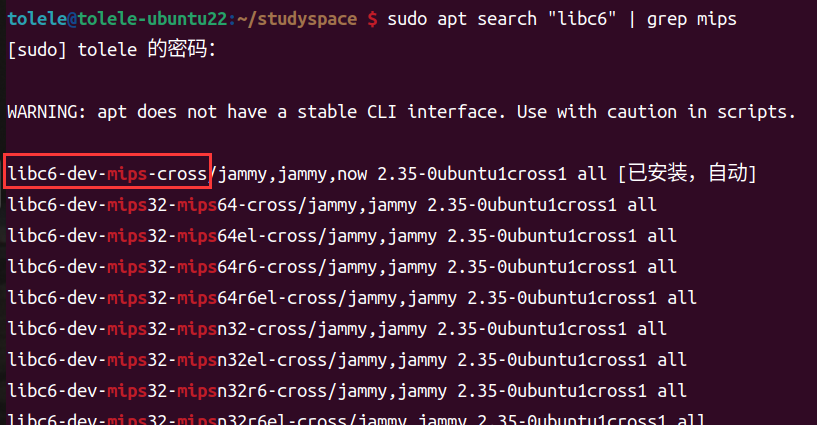 tolele@tolele-ubuntu22:~/studyspace $ sudo apt search "libc6" | grep mips
[sudo] tolele 的密码：
WARNING: apt does not have a stable CLI interface. Use with caution in scripts.
libc6-dev-mips-cross/jammy,jammy,now 2.35-0ubuntu1cross1 all [已安装，自动]
libc6-dev-mips32-mips64-cross/jammy,jammy 2.35-0ubuntu1cross1 all
libc6-dev-mips32-mips64el-cross/jammy,jammy 2.35-0ubuntu1cross1 all
libc6-dev-mips32-mips64r6-cross/jammy,jammy 2.35-0ubuntu1cross1 all
libc6-dev-mips32-mips64r6el-cross/jammy,jammy 2.35-0ubuntu1cross1 all
libc6-dev-mips32-mipsn32-cross/jammy,jammy 2.35-0ubuntu1cross1 all
libc6-dev-mips32-mipsn32el-cross/jammy,jammy 2.35-0ubuntu1cross1 all
libc6-dev-mips32-mipsn32r6-cross/jammy,jammy 2.35-0ubuntu1cross1 all
libc6-dev-mips32-mipsn32r6el-cross/jammy,jammy 2.35-0ubuntu1cross1 all